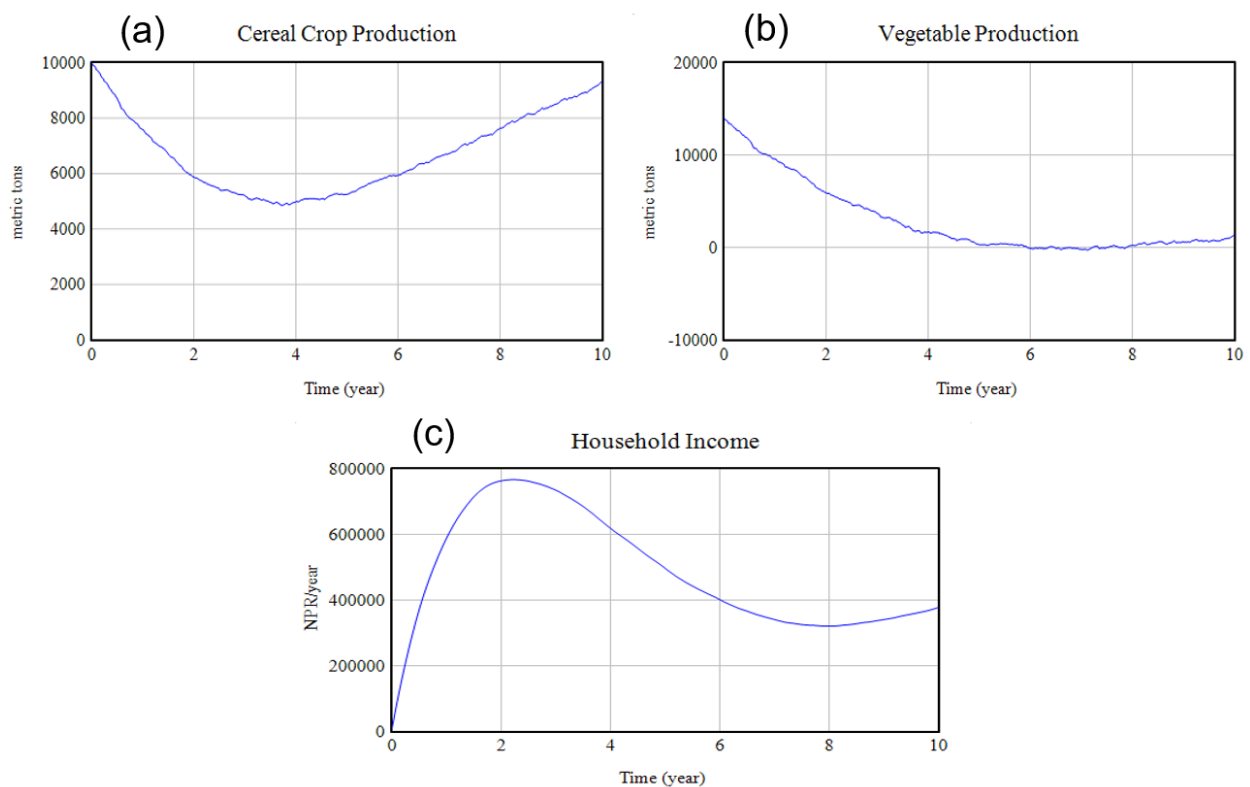 (a) Cereal Crop Production
10000
8000
6000
4000
2000
0
metric tons
0 2 4 6 8 10
Time (year)
(b) Vegetable Production
20000
10000
0
-10000
metric tons
0 2 4 6 8 10
Time (year)
(c) Household Income
800000
600000
400000
200000
0
NPR/year
0 2 4 6 8 10
Time (year)